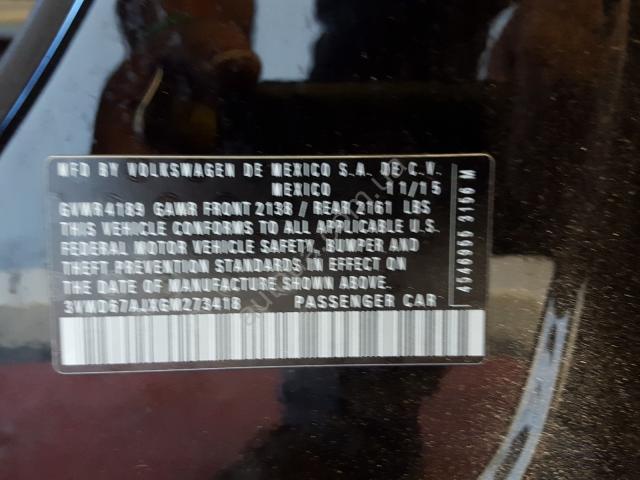 MFD BY VOLKSWAGEN DE MEXICO S.A. DE C.V.
MEXICO 11/15
GVWR 4189 GAWR FRONT 2138 / REAR 2161 LBS
THIS VEHICLE CONFORMS TO ALL APPLICABLE U.S.
FEDERAL MOTOR VEHICLE SAFETY, BUMPER AND
THEFT PREVENTION STANDARDS IN EFFECT ON
THE DATE OF MANUFACTURE SHOWN ABOVE.
3VWD67AJXGM273418 PASSENGER CAR